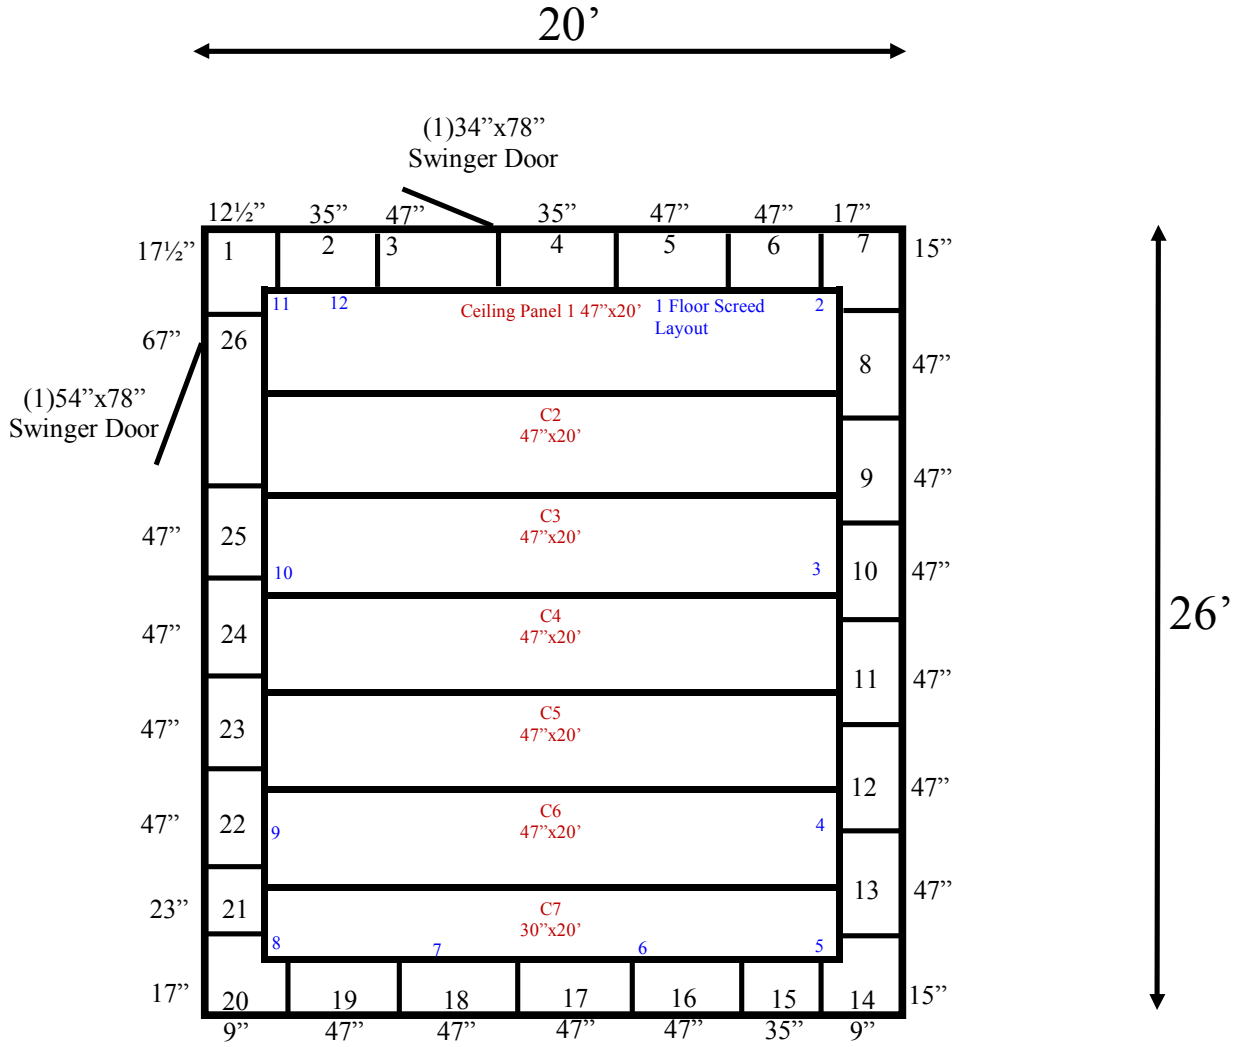 20’
(1)34”x78”
Swinger Door
12½” 35” 47” 35” 47” 47” 17”
17½” 1 2 3 4 5 6 7 15”
11 12 Ceiling Panel 1 47”x20’ 1 Floor Screed 2
Layout
67” 26 8 47”
(1)54”x78”
Swinger Door
C2
47”x20’
9 47”
C3
47”x20’
47” 25
10 3 10 47”
26’
C4
47”x20’
47” 24
11 47”
C5
47”x20’
47” 23
12 47”
C6
47”x20’
47” 22 9 4
13 47”
23” 21 C7
30”x20’
8 7 6 5
17” 20 19 18 17 16 15 14 15”
9” 47” 47” 47” 47” 35” 9”